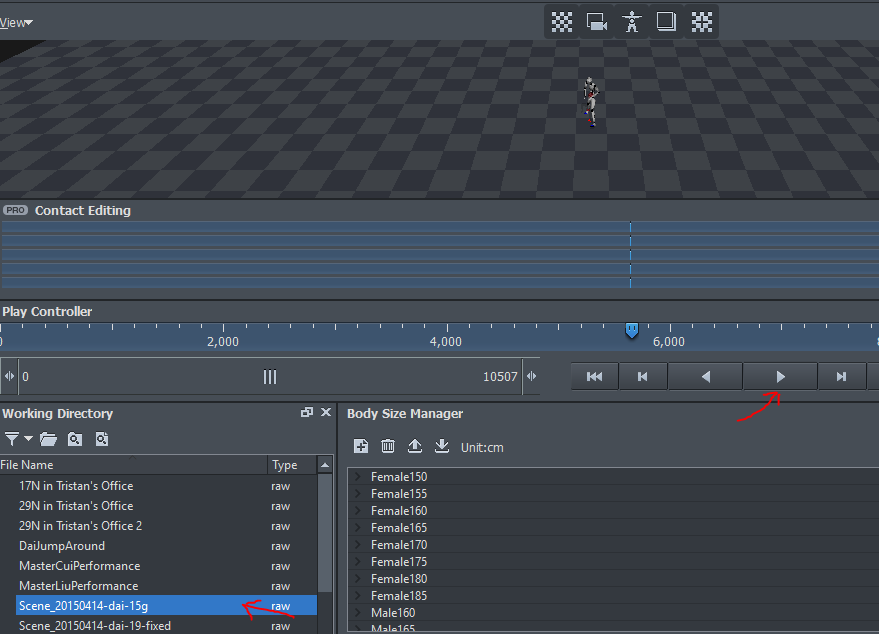 View
PRO Contact Editing
Play Controller
2,000 4,000 6,000
0 10507
Working Directory
File Name Type
17N in Tristan's Office raw
29N in Tristan's Office raw
29N in Tristan's Office 2 raw
DaiJumpAround raw
MasterCuiPerformance raw
MasterLiuPerformance raw
Scene_20150414-dai-15g raw
Scene_20150414-dai-19-fixed raw
Body Size Manager
Unit:cm
Female150
Female155
Female160
Female165
Female170
Female175
Female180
Female185
Male160
Male165